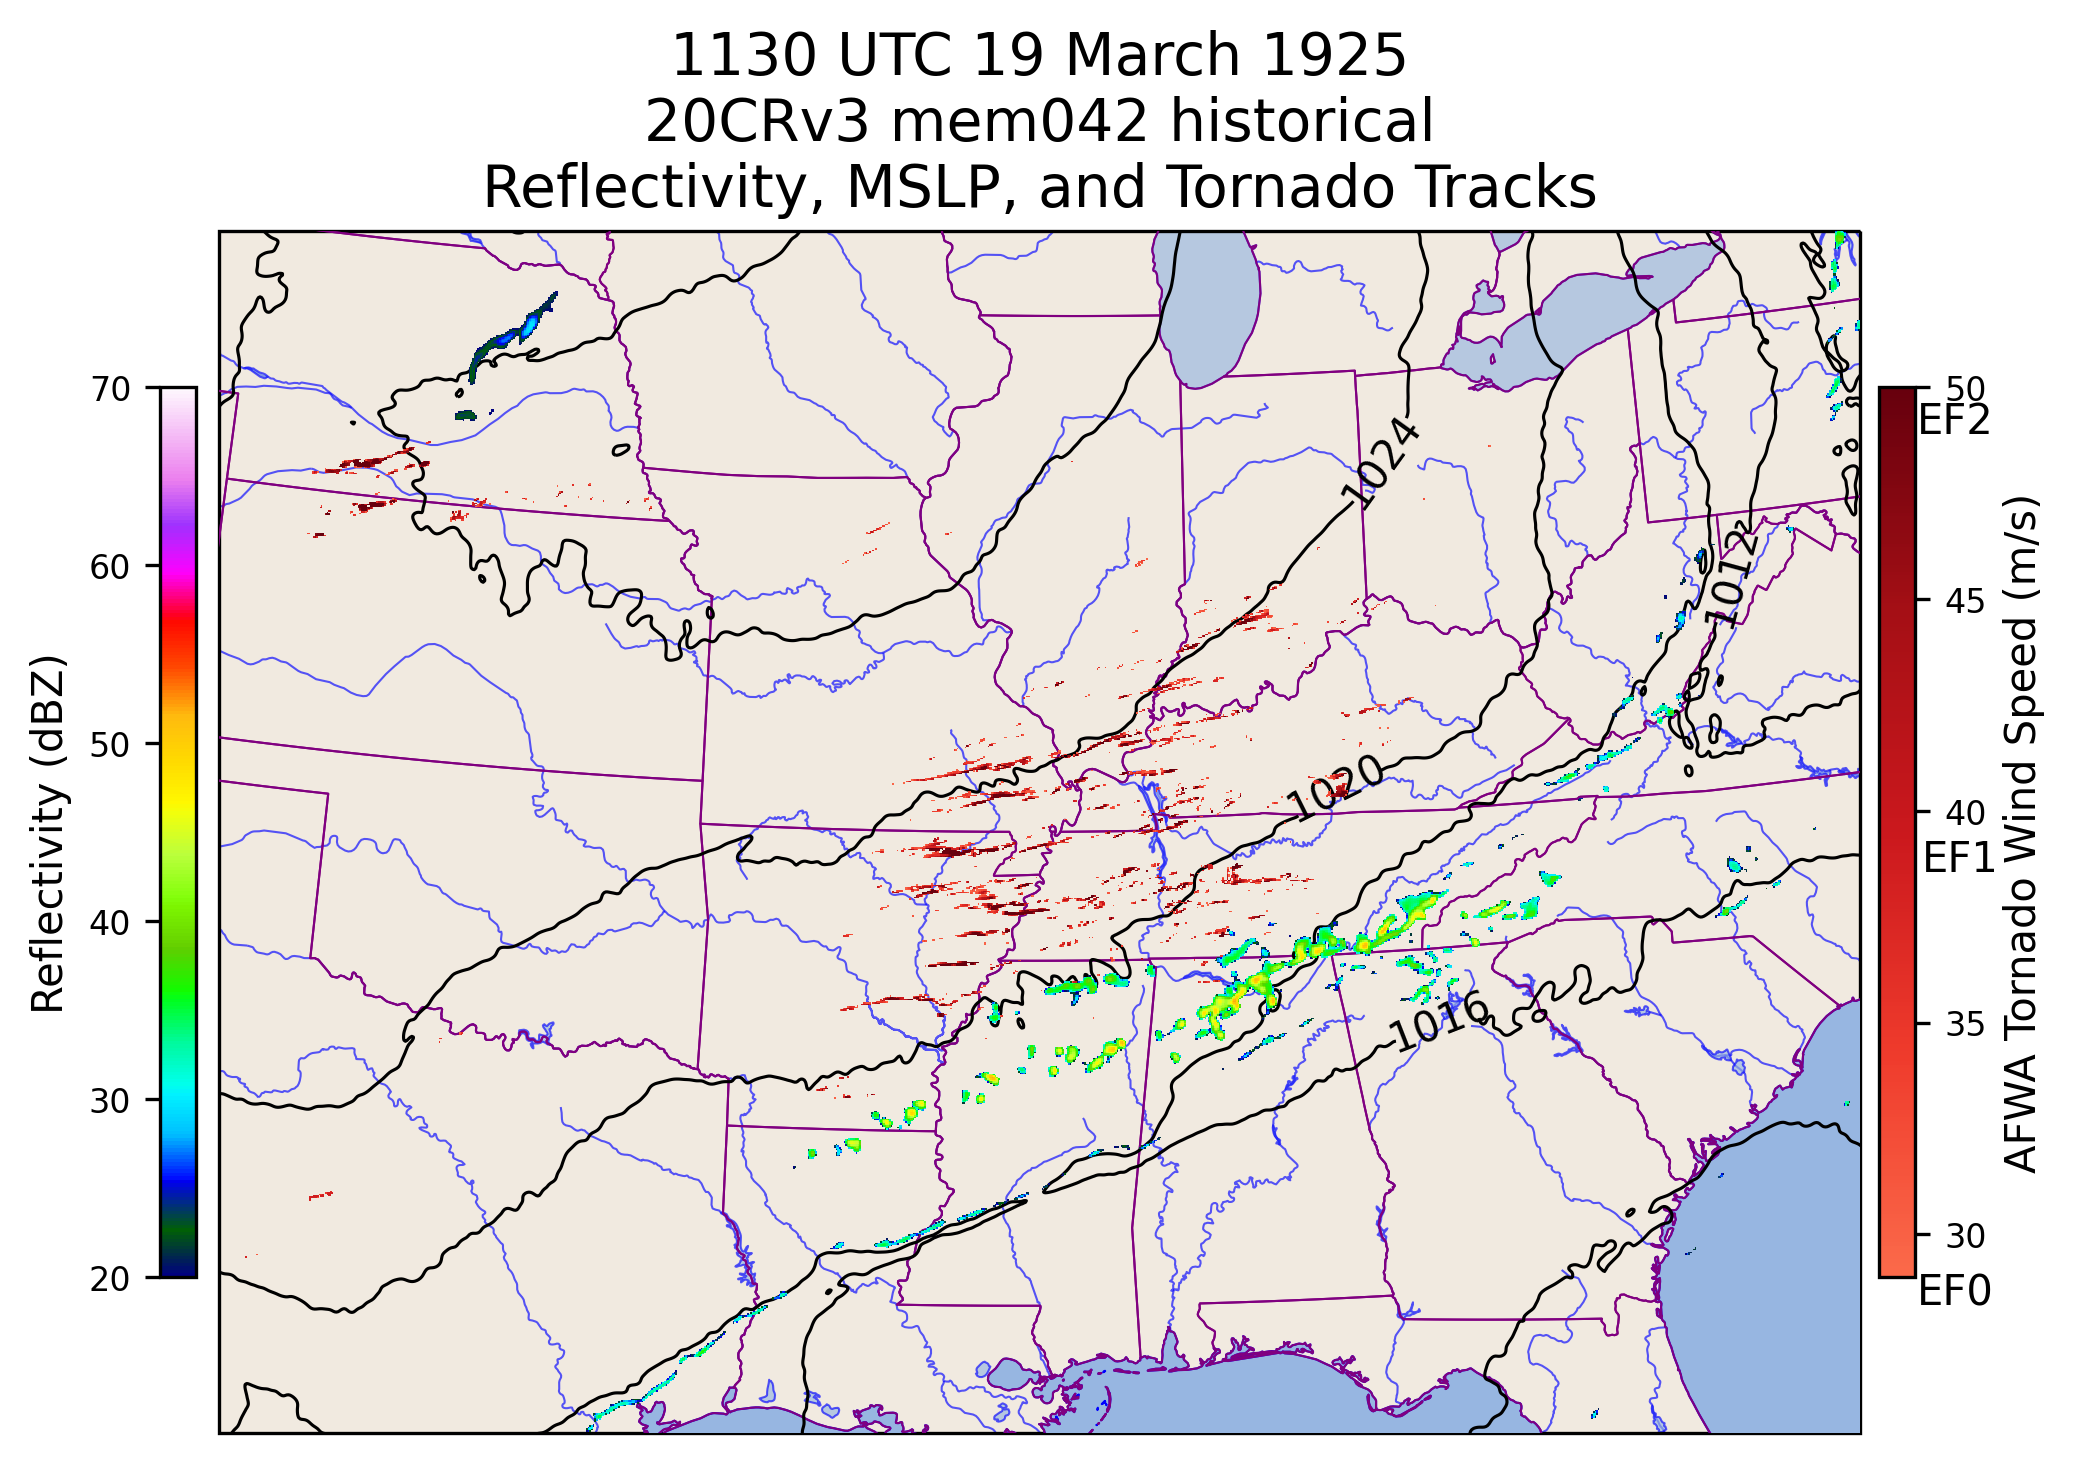 1130 UTC 19 March 1925
20CRv3 mem042 historical
Reflectivity, MSLP, and Tornado Tracks
Reflectivity (dBZ)
70
60
50
40
30
20
1024
1012
1020
1016
50
EF2
45
40
EF1
35
30
EF0
AFWA Tornado Wind Speed (m/s)